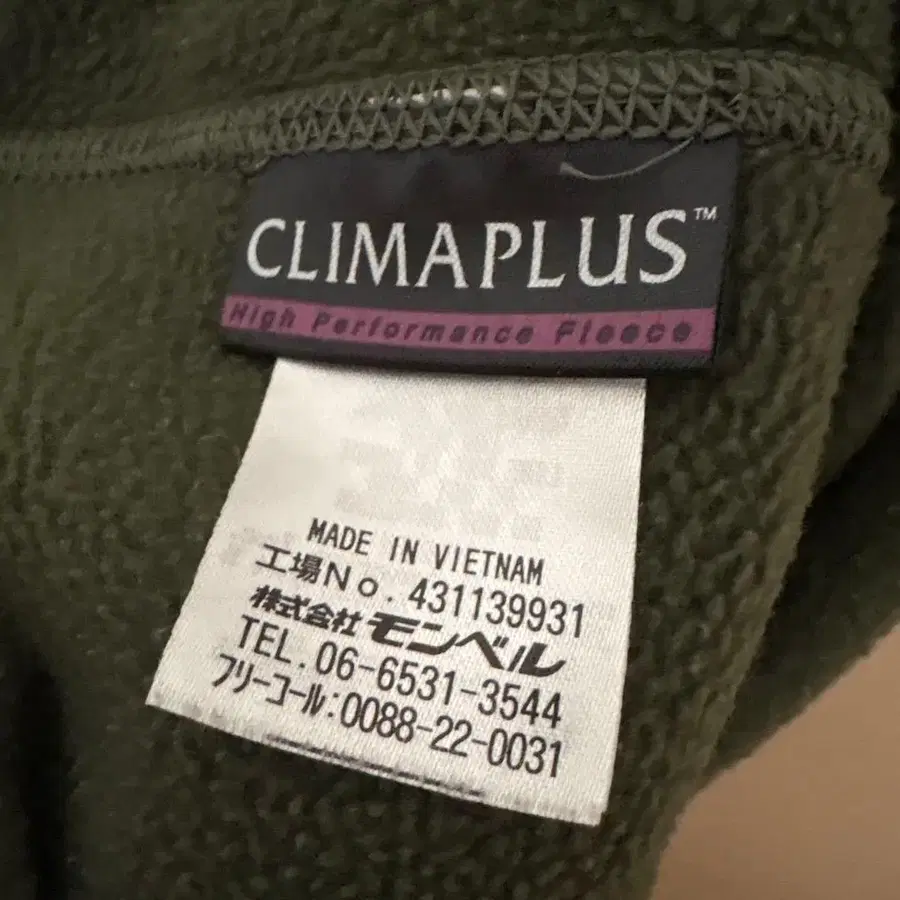 CLIMAPLUS™
High Performance Fleece
MADE IN VIETNAM
工場No.431139931
株式会社モンベル
TEL.06-6531-3544
フリーコール:0088-22-0031